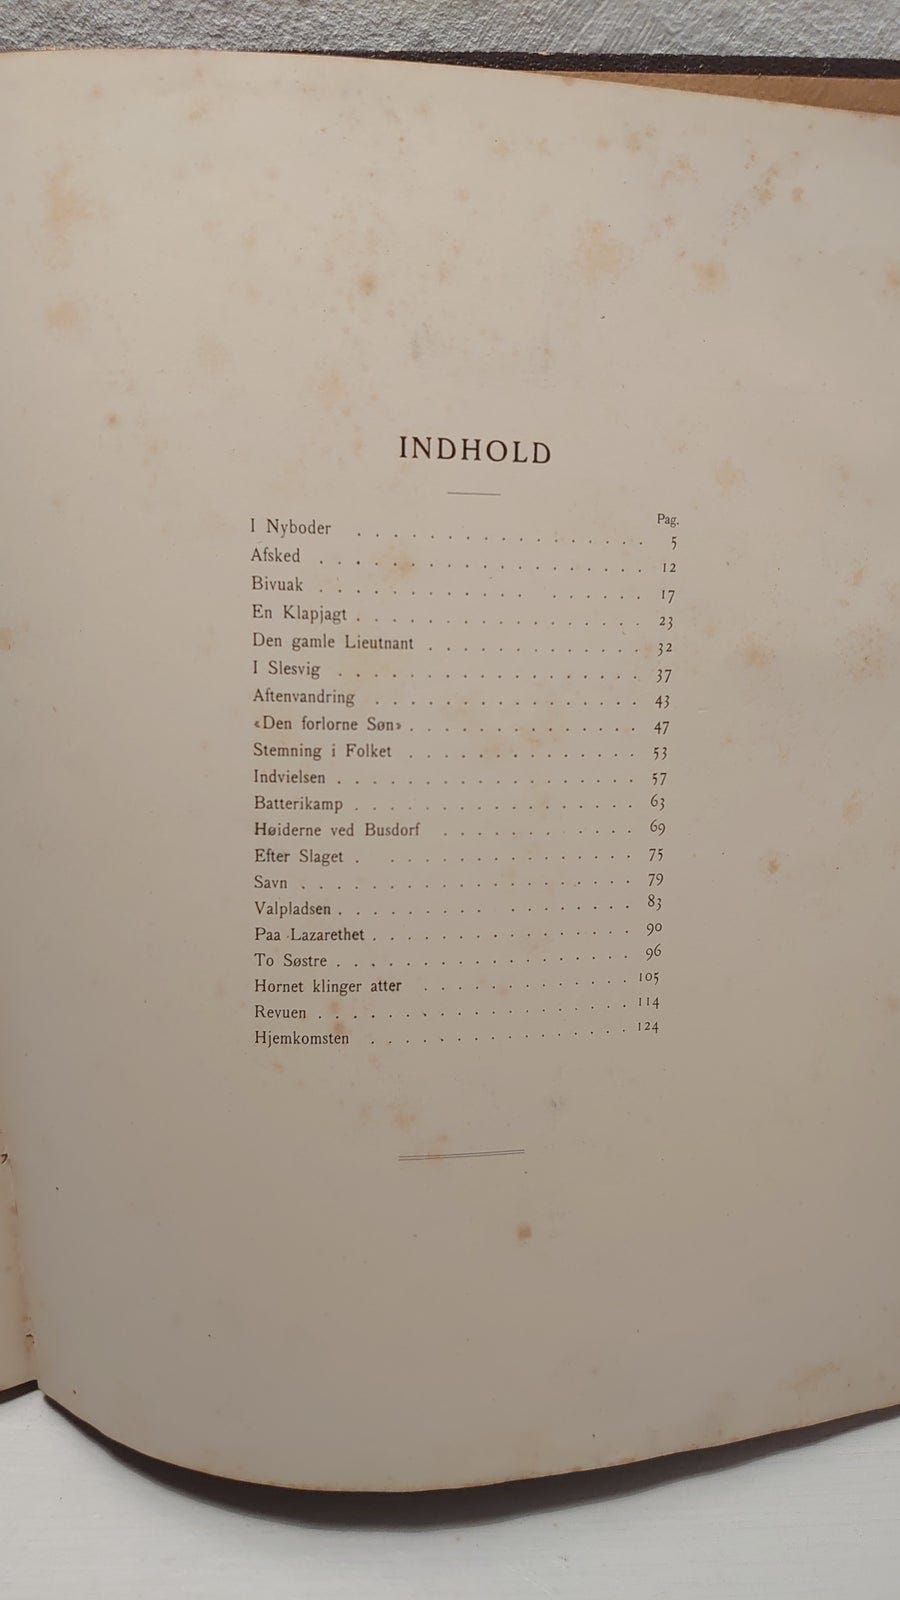 INDHOLD
Pag.
I Nyboder . . . . . . . . . . . . . . . . . 5
Afsked . . . . . . . . . . . . . . . . . . 12
Bivuak . . . . . . . . . . . . . . . . . . 17
En Klapjagt . . . . . . . . . . . . . . . . 23
Den gamle Lieutnant . . . . . . . . . . . . 32
I Slesvig . . . . . . . . . . . . . . . . . 37
Aftenvandring . . . . . . . . . . . . . . . 43
«Den forlorne Søn» . . . . . . . . . . . . . 47
Stemning i Folket . . . . . . . . . . . . . 53
Indvielsen . . . . . . . . . . . . . . . . . 57
Batterikamp . . . . . . . . . . . . . . . . 63
Høiderne ved Busdorf . . . . . . . . . . . 69
Efter Slaget . . . . . . . . . . . . . . . . 75
Savn . . . . . . . . . . . . . . . . . . . . 79
Valpladsen . . . . . . . . . . . . . . . . . 83
Paa Lazarethet . . . . . . . . . . . . . . . 90
To Søstre . . . . . . . . . . . . . . . . . 96
Hornet klinger atter . . . . . . . . . . . . 105
Revuen . . . . . . . . . . . . . . . . . . 114
Hjemkomsten . . . . . . . . . . . . . . . 124